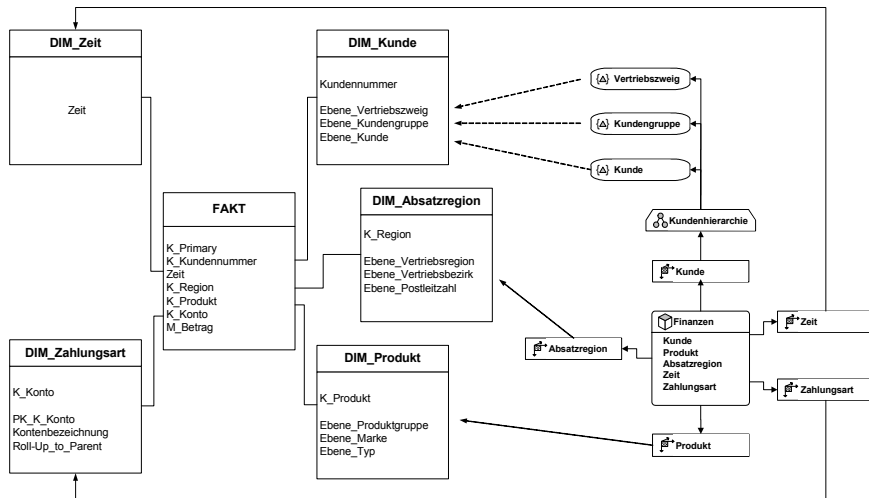 DIM_Zeit
Zeit
DIM_Kunde
Kundennummer
Ebene_Vertriebszweig
Ebene_Kundengruppe
Ebene_Kunde
{Δ} Vertriebszweig
{Δ} Kundengruppe
{Δ} Kunde
FAKT
K_Primary
K_Kundennummer
Zeit
K_Region
K_Produkt
K_Konto
M_Betrag
DIM_Absatzregion
K_Region
Ebene_Vertriebsregion
Ebene_Vertriebsbezirk
Ebene_Postleitzahl
Kundenhierarchie
Kunde
Finanzen
Kunde
Produkt
Absatzregion
Zeit
Zahlungsart
Zeit
Absatzregion
Zahlungsart
Produkt
DIM_Zahlungsart
K_Konto
PK_K_Konto
Kontenbezeichnung
Roll-Up_to_Parent
DIM_Produkt
K_Produkt
Ebene_Produktgruppe
Ebene_Marke
Ebene_Typ